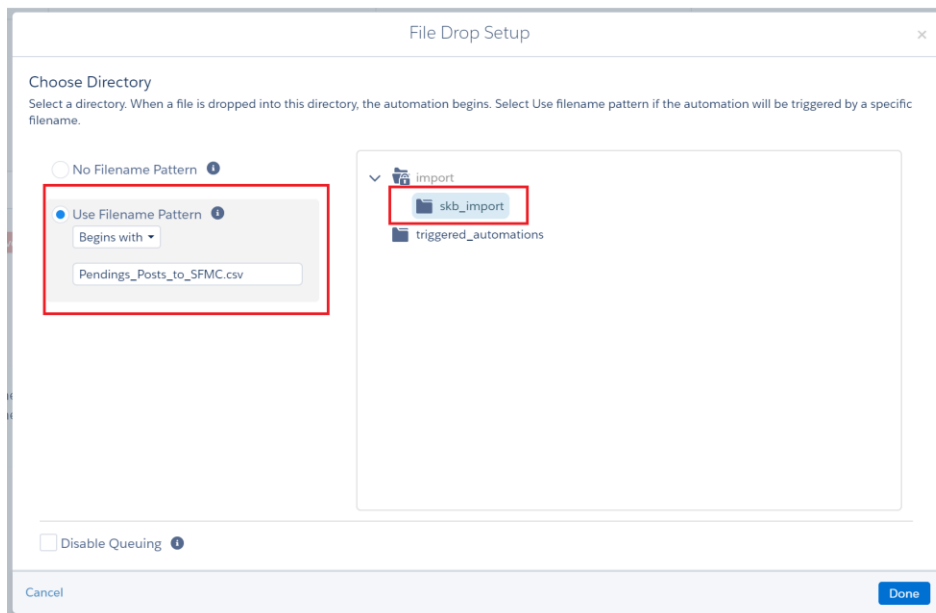 File Drop Setup
Choose Directory
Select a directory. When a file is dropped into this directory, the automation begins. Select Use filename pattern if the automation will be triggered by a specific
filename.
No Filename Pattern
Use Filename Pattern
Begins with
Pendings_Posts_to_SFMC.csv
import
skb_import
triggered_automations
Disable Queuing
Cancel
Done